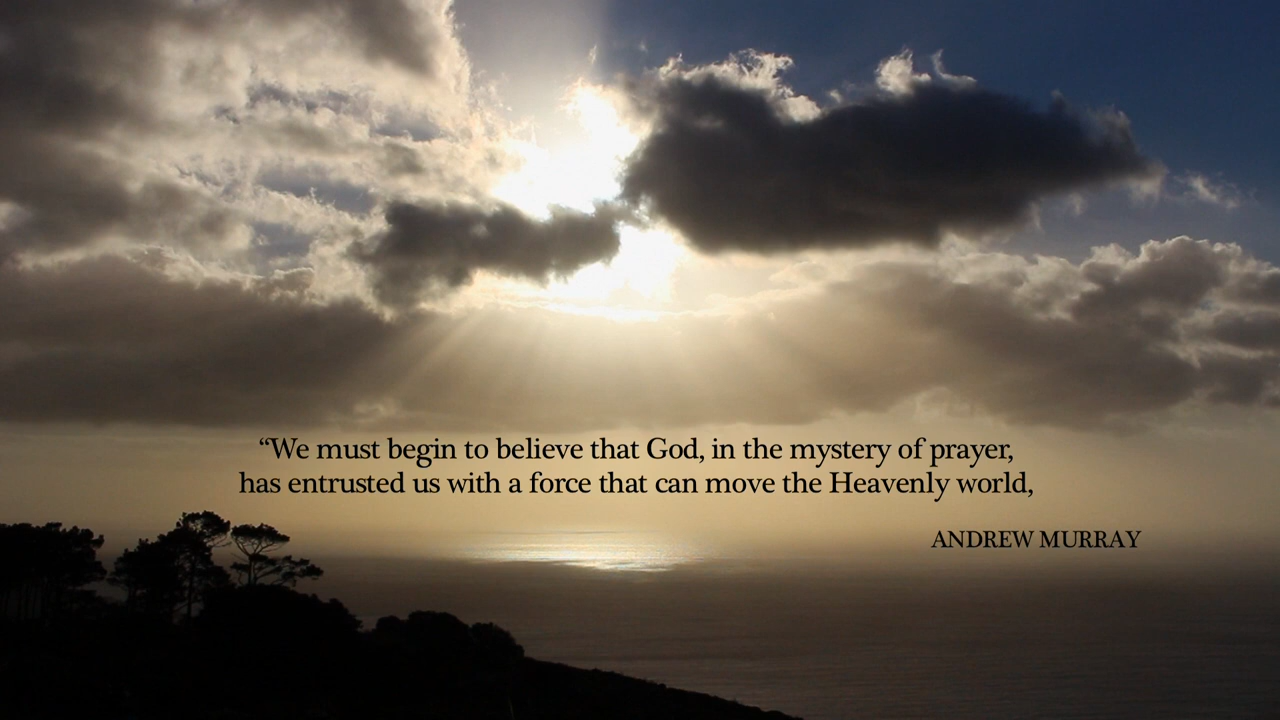 “We must begin to believe that God, in the mystery of prayer,
has entrusted us with a force that can move the Heavenly world,
ANDREW MURRAY